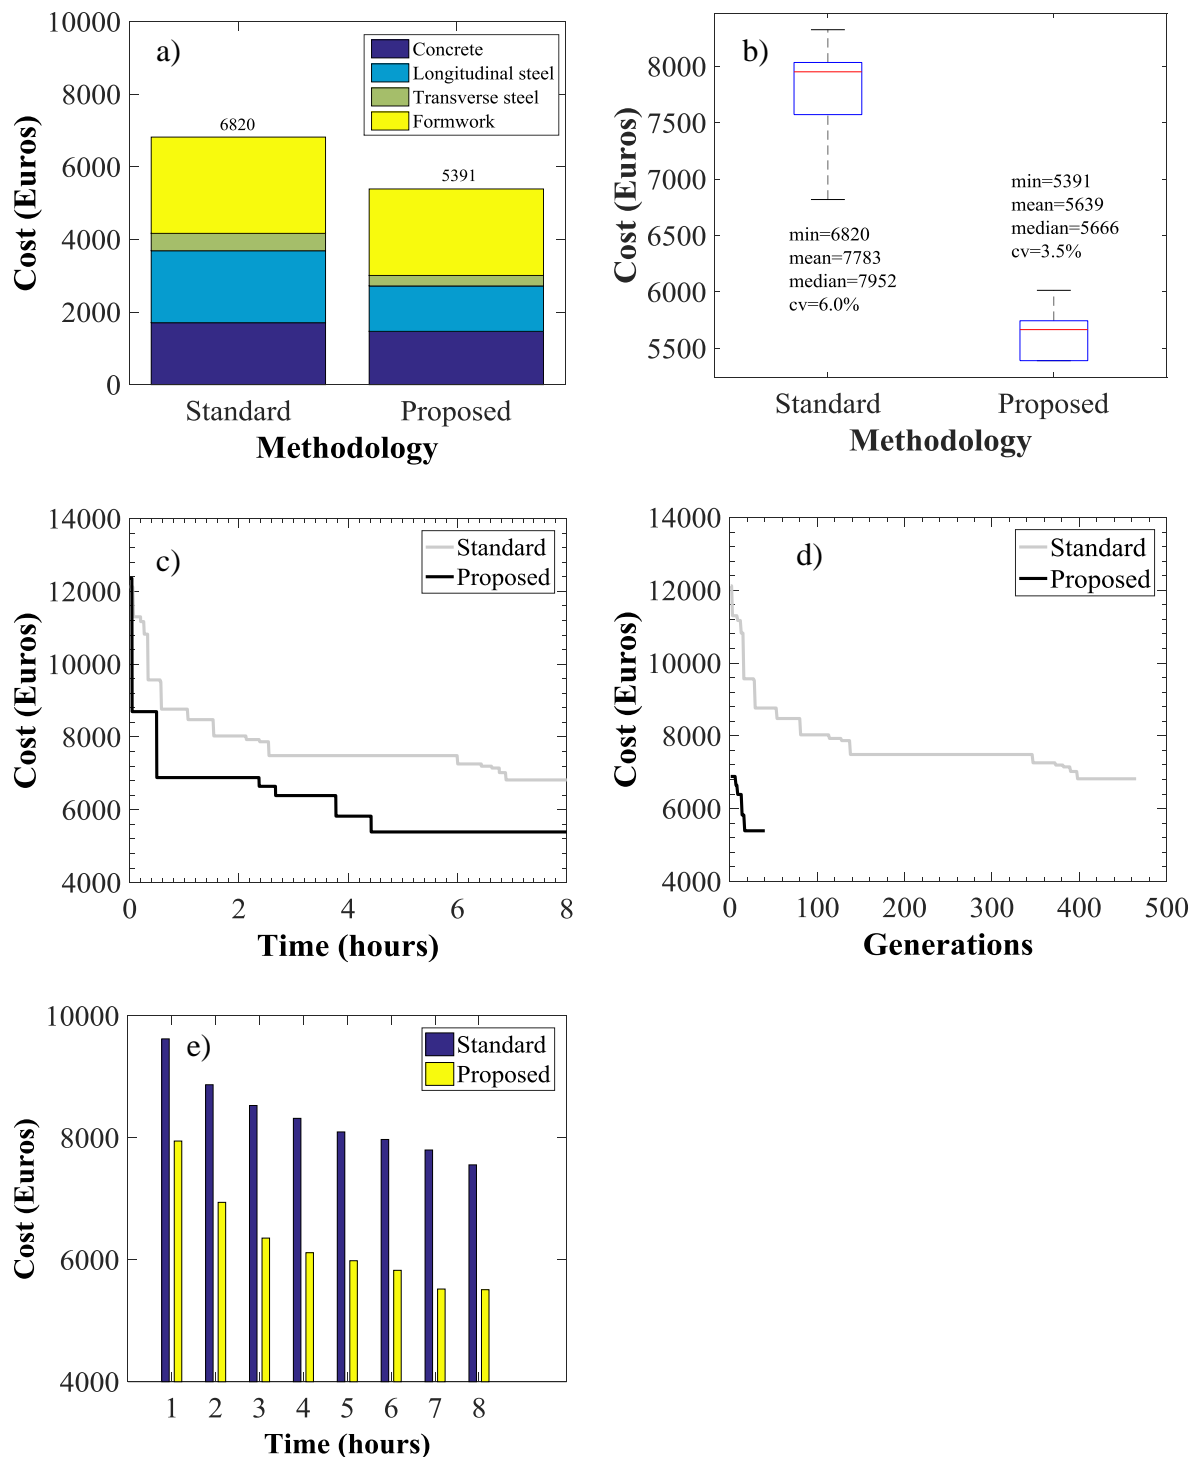 a)
10000
8000
6000
4000
2000
0
Cost (Euros)
Concrete
Longitudinal steel
Transverse steel
Formwork
6820
5391
Standard Proposed
Methodology
b)
8000
7500
7000
6500
6000
5500
Cost (Euros)
min=6820
mean=7783
median=7952
cv=6.0%
min=5391
mean=5639
median=5666
cv=3.5%
Standard Proposed
Methodology
c)
14000
12000
10000
8000
6000
4000
Cost (Euros)
Standard
Proposed
0 2 4 6 8
Time (hours)
d)
14000
12000
10000
8000
6000
4000
Cost (Euros)
Standard
Proposed
0 100 200 300 400 500
Generations
e)
10000
8000
6000
4000
Cost (Euros)
Standard
Proposed
1 2 3 4 5 6 7 8
Time (hours)